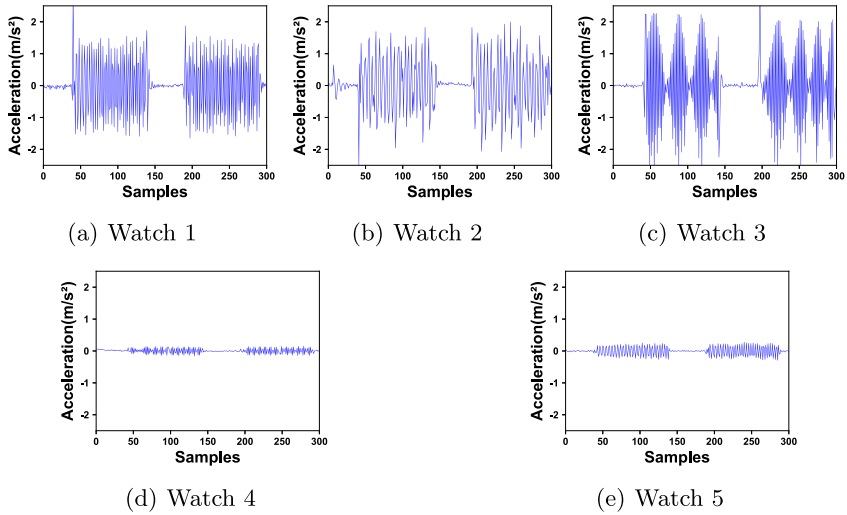 Acceleration(m/s²)
2
1
0
-1
-2
0 50 100 150 200 250 300
Samples
(a) Watch 1
Acceleration(m/s²)
2
1
0
-1
-2
0 50 100 150 200 250 300
Samples
(b) Watch 2
Acceleration(m/s²)
2
1
0
-1
-2
0 50 100 150 200 250 300
Samples
(c) Watch 3
Acceleration(m/s²)
2
1
0
-1
-2
0 50 100 150 200 250 300
Samples
(d) Watch 4
Acceleration(m/s²)
2
1
0
-1
-2
0 50 100 150 200 250 300
Samples
(e) Watch 5